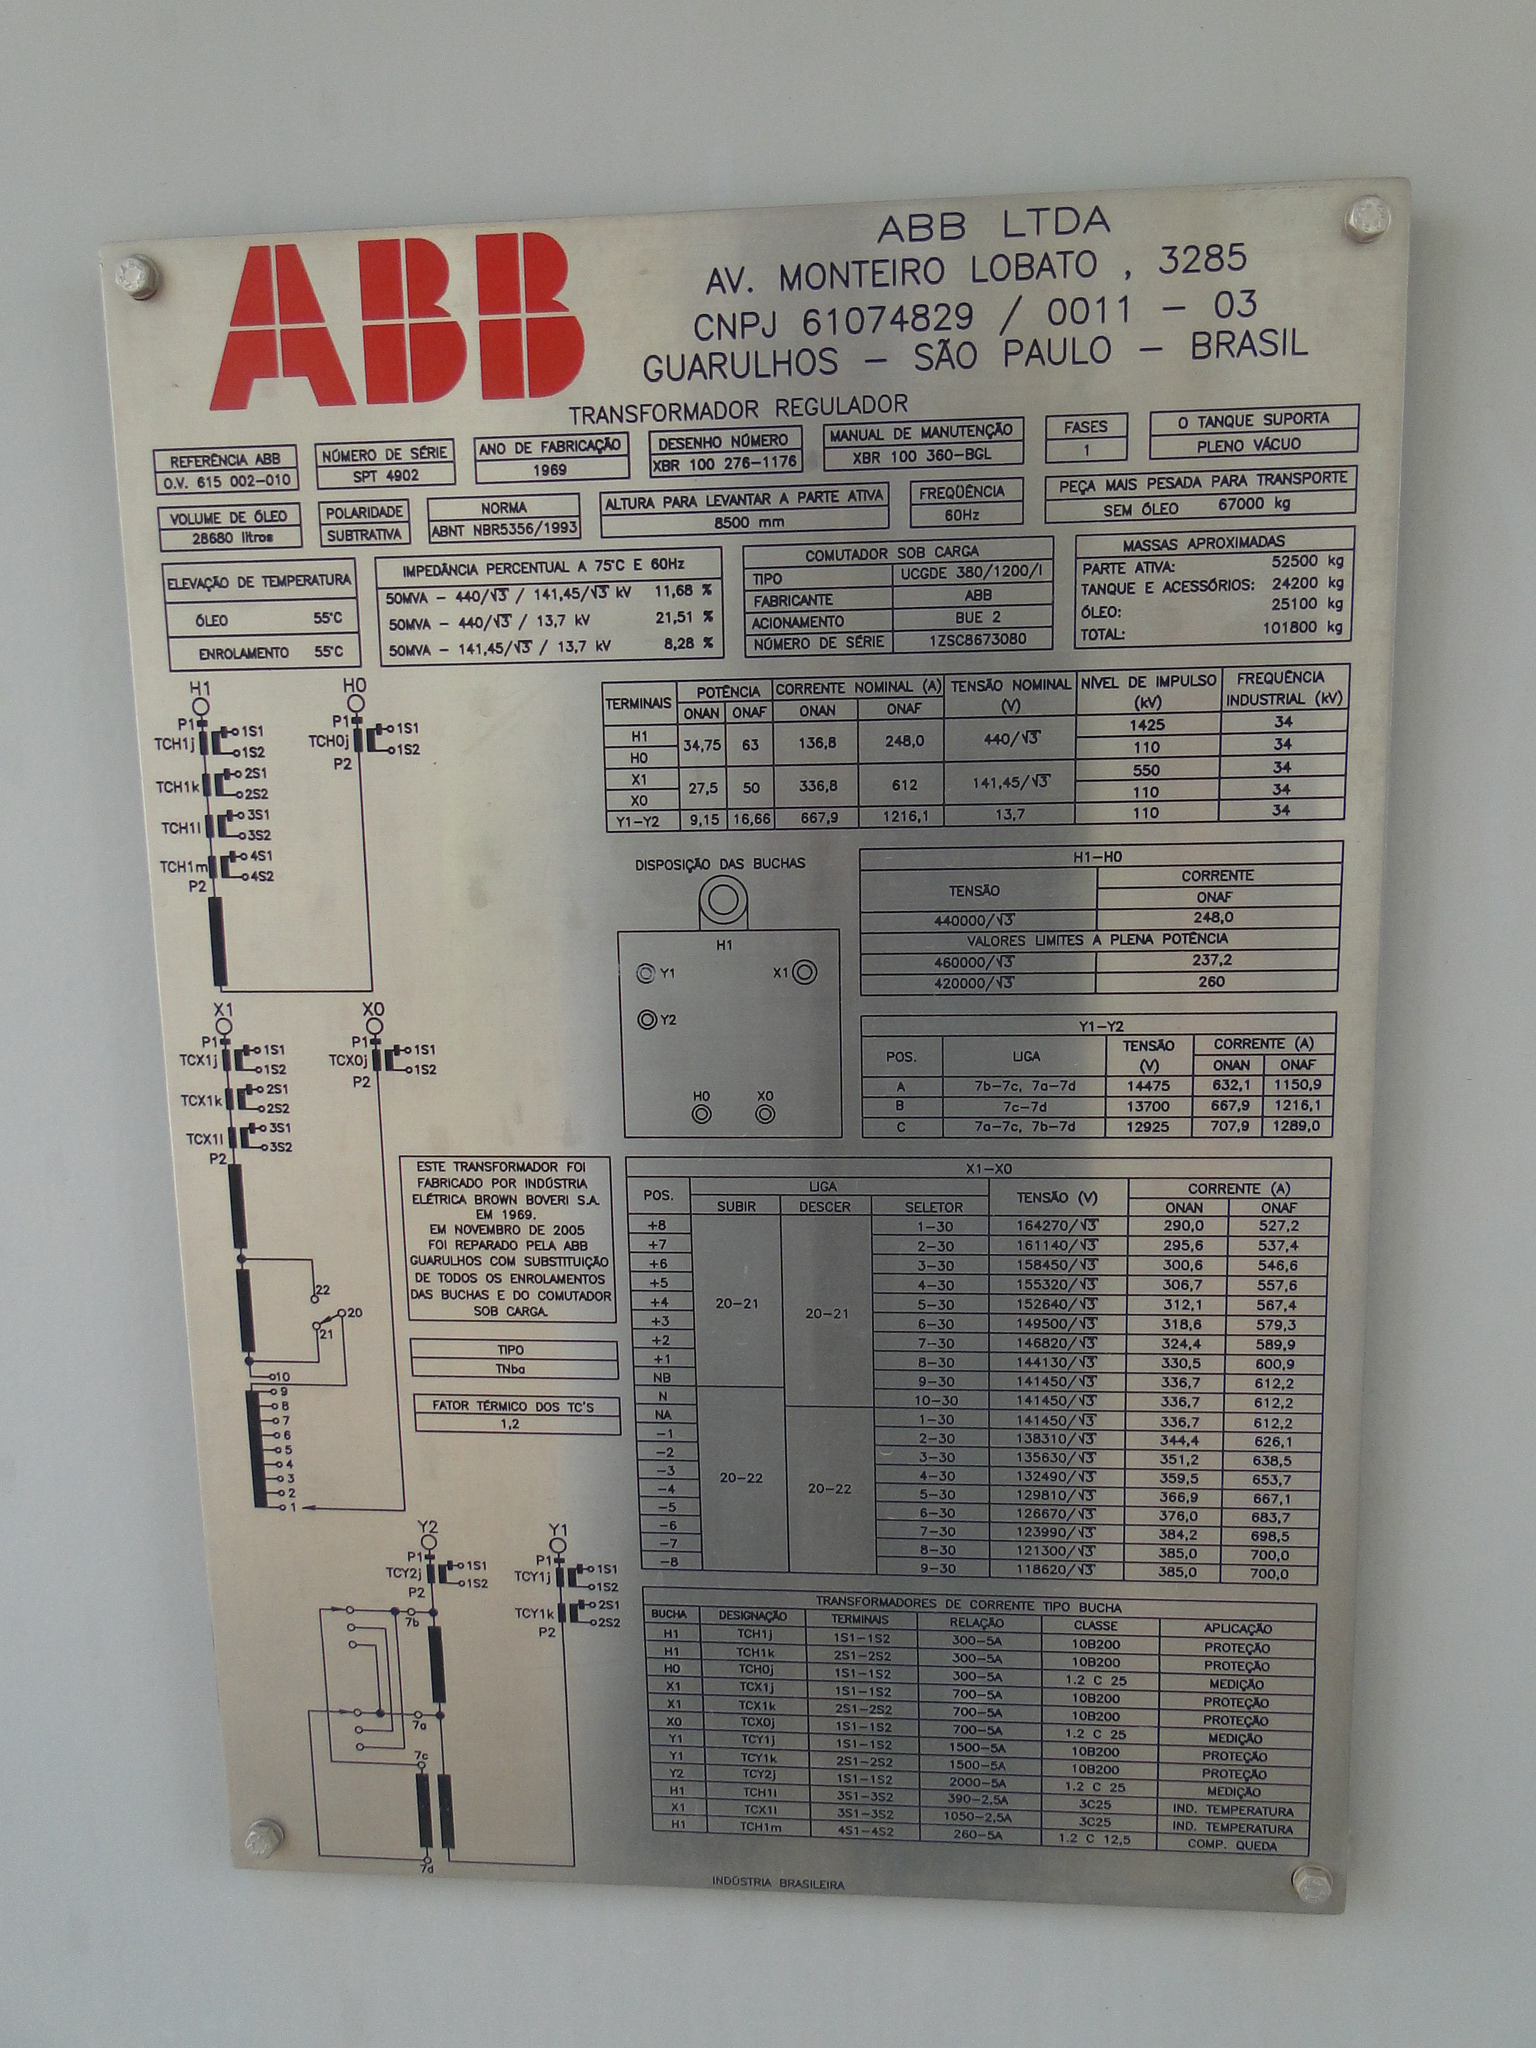 ABB
ABB LTDA
AV. MONTEIRO LOBATO , 3285
CNPJ 61074829 / 0011 - 03
GUARULHOS - SÃO PAULO - BRASIL
TRANSFORMADOR REGULADOR
REFERÊNCIA ABB
O.V. 615 002-010
NÚMERO DE SÉRIE
SPT 4902
ANO DE FABRICAÇÃO
1969
DESENHO NÚMERO
XBR 100 276-1176
MANUAL DE MANUTENÇÃO
XBR 100 360-BGL
FASES
1
O TANQUE SUPORTA
PLENO VÁCUO
VOLUME DE ÓLEO
28680 litros
POLARIDADE
SUBTRATIVA
NORMA
ABNT NBR5356/1993
ALTURA PARA LEVANTAR A PARTE ATIVA
8500 mm
FREQÜÊNCIA
60Hz
PEÇA MAIS PESADA PARA TRANSPORTE
SEM ÓLEO 67000 kg
ELEVAÇÃO DE TEMPERATURA
ÓLEO 55°C
ENROLAMENTO 55°C
IMPEDÂNCIA PERCENTUAL A 75°C E 60Hz
50MVA - 440/√3 / 141,45/√3 kV 11,68 %
50MVA - 440/√3 / 13,7 kV 21,51 %
50MVA - 141,45/√3 / 13,7 kV 8,28 %
COMUTADOR SOB CARGA
TIPO UCGDE 380/1200/I
FABRICANTE ABB
ACIONAMENTO BUE 2
NÚMERO DE SÉRIE 1ZSC8673080
MASSAS APROXIMADAS
PARTE ATIVA: 52500 kg
TANQUE E ACESSÓRIOS: 24200 kg
ÓLEO: 25100 kg
TOTAL: 101800 kg
H1 H0
P1 1S1 P1 1S1
TCH1j 1S2 TCH0j 1S2
P2
2S1
TCH1k 2S2
3S1
TCH1l 3S2
4S1
TCH1m 4S2
P2
TERMINAIS POTÊNCIA CORRENTE NOMINAL (A) TENSÃO NOMINAL (V) NÍVEL DE IMPULSO (kV) FREQUÊNCIA INDUSTRIAL (kV)
ONAN ONAF ONAN ONAF
H1 34,75 63 136,8 248,0 440/√3 1425 34
H0 110 34
X1 27,5 50 336,8 612 141,45/√3 550 34
X0 110 34
Y1-Y2 9,15 16,66 667,9 1216,1 13,7 110 34
DISPOSIÇÃO DAS BUCHAS
H1
Y1 X1
Y2
H0 X0
H1-H0
TENSÃO CORRENTE
ONAF
440000/√3 248,0
VALORES LIMITES A PLENA POTÊNCIA
460000/√3 237,2
420000/√3 260
X1 X0
P1 1S1 P1 1S1
TCX1j 1S2 TCX0j 1S2
P2
2S1
TCX1k 2S2
3S1
TCX1l 3S2
P2
22
20
21
10
9
8
7
6
5
4
3
2
1
Y1-Y2
POS. LIGA TENSÃO (V) CORRENTE (A)
ONAN ONAF
A 7b-7c, 7a-7d 14475 632,1 1150,9
B 7c-7d 13700 667,9 1216,1
C 7a-7c, 7b-7d 12925 707,9 1289,0
ESTE TRANSFORMADOR FOI
FABRICADO POR INDÚSTRIA
ELÉTRICA BROWN BOVERI S.A.
EM 1969.
EM NOVEMBRO DE 2005
FOI REPARADO PELA ABB
GUARULHOS COM SUBSTITUIÇÃO
DE TODOS OS ENROLAMENTOS
DAS BUCHAS E DO COMUTADOR
SOB CARGA.
TIPO
TNba
FATOR TÉRMICO DOS TC'S
1,2
X1-X0
POS. LIGA TENSÃO (V) CORRENTE (A)
SUBIR DESCER SELETOR ONAN ONAF
+8 1-30 164270/√3 290,0 527,2
+7 2-30 161140/√3 295,6 537,4
+6 3-30 158450/√3 300,6 546,6
+5 4-30 155320/√3 306,7 557,6
+4 20-21 20-21 5-30 152640/√3 312,1 567,4
+3 6-30 149500/√3 318,6 579,3
+2 7-30 146820/√3 324,4 589,9
+1 8-30 144130/√3 330,5 600,9
NB 9-30 141450/√3 336,7 612,2
N 10-30 141450/√3 336,7 612,2
NA 1-30 141450/√3 336,7 612,2
-1 2-30 138310/√3 344,4 626,1
-2 3-30 135630/√3 351,2 638,5
-3 20-22 20-22 4-30 132490/√3 359,5 653,7
-4 5-30 129810/√3 366,9 667,1
-5 6-30 126670/√3 376,0 683,7
-6 7-30 123990/√3 384,2 698,5
-7 8-30 121300/√3 385,0 700,0
-8 9-30 118620/√3 385,0 700,0
Y2 Y1
P1 1S1 P1 1S1
TCY2j 1S2 TCY1j 1S2
P2
2S1
TCY1k 2S2
P2
7b
7a
7c
7d
TRANSFORMADORES DE CORRENTE TIPO BUCHA
BUCHA DESIGNAÇÃO TERMINAIS RELAÇÃO CLASSE APLICAÇÃO
H1 TCH1j 1S1-1S2 300-5A 10B200 PROTEÇÃO
H1 TCH1k 2S1-2S2 300-5A 10B200 PROTEÇÃO
H0 TCH0j 1S1-1S2 300-5A 1.2 C 25 MEDIÇÃO
X1 TCX1j 1S1-1S2 700-5A 10B200 PROTEÇÃO
X1 TCX1k 2S1-2S2 700-5A 10B200 PROTEÇÃO
X0 TCX0j 1S1-1S2 700-5A 1.2 C 25 MEDIÇÃO
Y1 TCY1j 1S1-1S2 1500-5A 10B200 PROTEÇÃO
Y1 TCY1k 2S1-2S2 1500-5A 10B200 PROTEÇÃO
Y2 TCY2j 1S1-1S2 2000-5A 1.2 C 25 MEDIÇÃO
H1 TCH1l 3S1-3S2 390-2,5A 3C25 IND. TEMPERATURA
X1 TCX1l 3S1-3S2 1050-2,5A 3C25 IND. TEMPERATURA
H1 TCH1m 4S1-4S2 260-5A 1.2 C 12,5 COMP. QUEDA
INDÚSTRIA BRASILEIRA